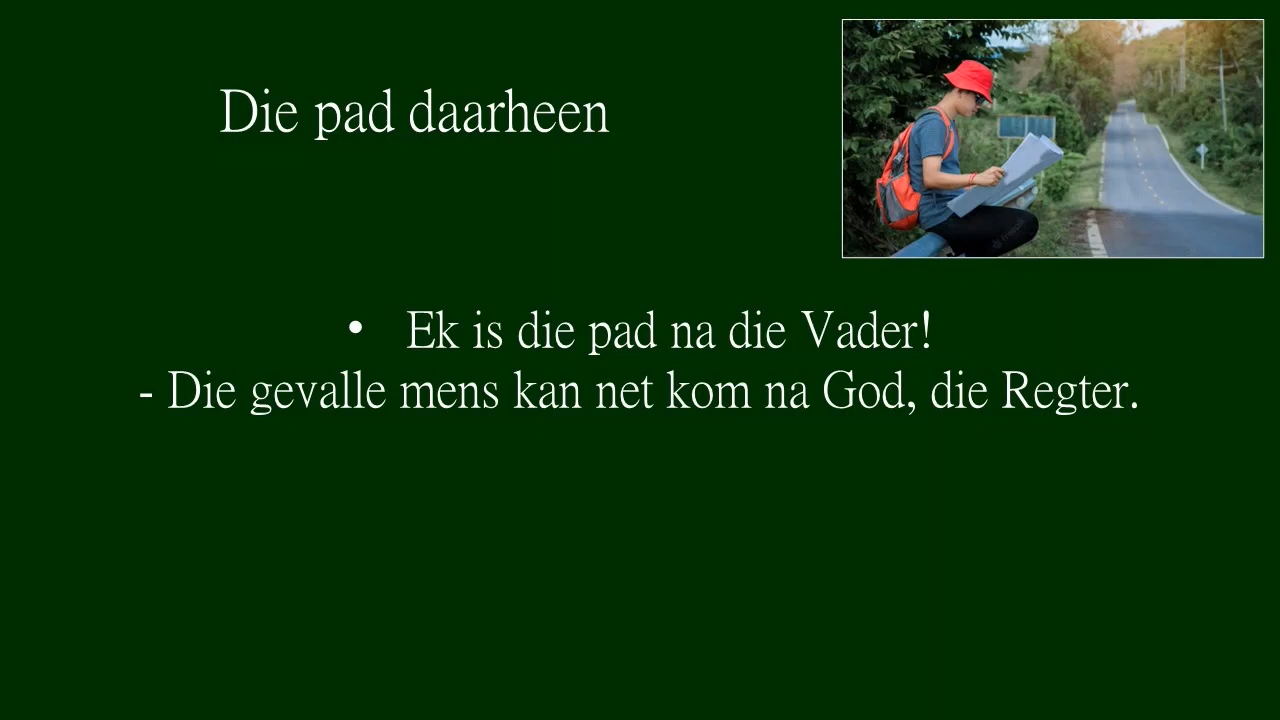 Die pad daarheen
• Ek is die pad na die Vader!
- Die gevalle mens kan net kom na God, die Regter.